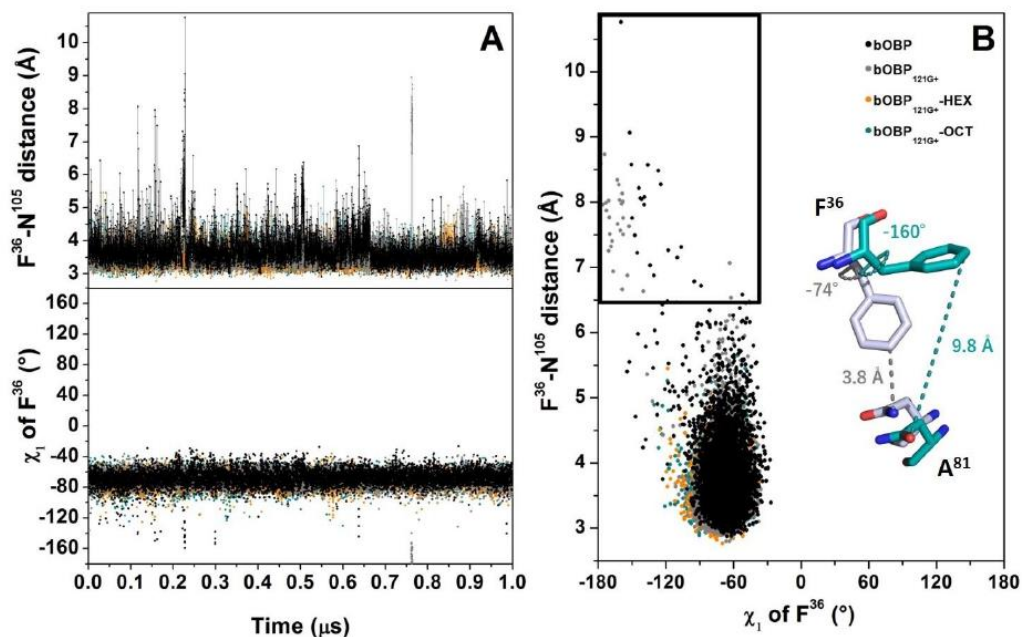 A
F³⁶-N¹⁰⁵ distance (Å)
10
9
8
7
6
5
4
3
χ₁ of F³⁶ (°)
160
120
80
40
0
-40
-80
-120
-160
0.0 0.1 0.2 0.3 0.4 0.5 0.6 0.7 0.8 0.9 1.0
Time (μs)
B
F³⁶-N¹⁰⁵ distance (Å)
10
9
8
7
6
5
4
3
-180 -120 -60 0 60 120 180
χ₁ of F³⁶ (°)
bOBP
bOBP₁₂₁G₊
bOBP₁₂₁G₊-HEX
bOBP₁₂₁G₊-OCT
F³⁶
-160°
-74°
9.8 Å
3.8 Å
A⁸¹